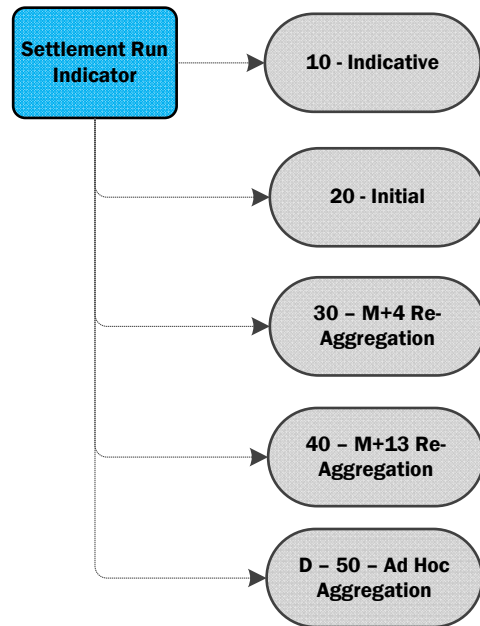 Settlement Run
Indicator
10 - Indicative
20 - Initial
30 – M+4 Re-
Aggregation
40 – M+13 Re-
Aggregation
D – 50 – Ad Hoc
Aggregation